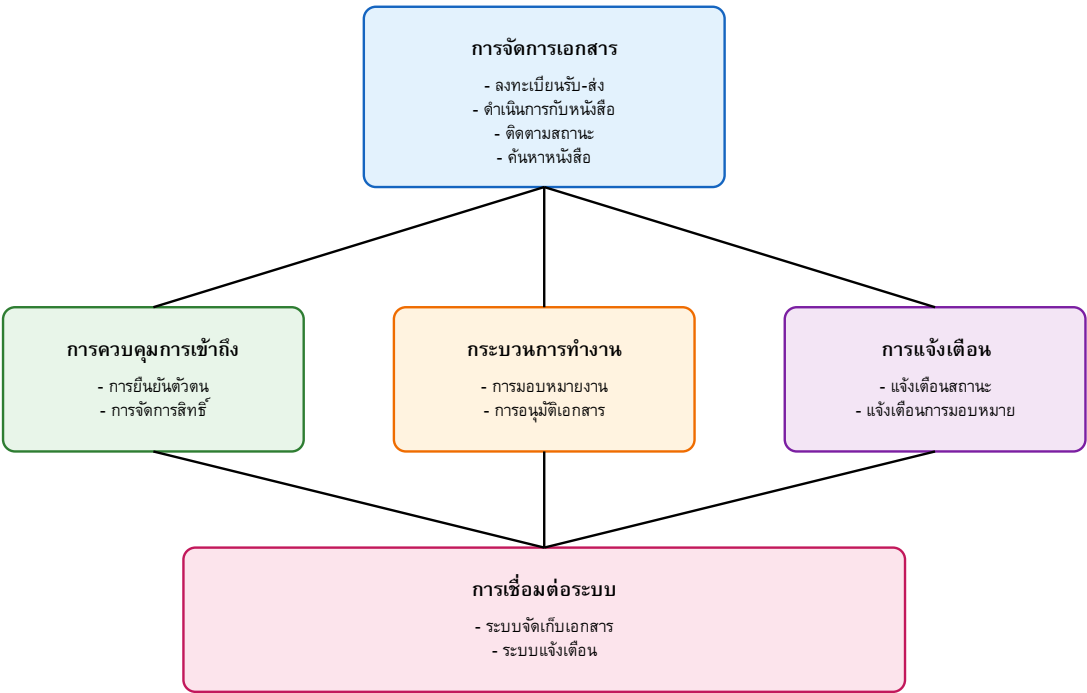 การจัดการเอกสาร
- ลงทะเบียนรับ-ส่ง
- ดำเนินการกับหนังสือ
- ติดตามสถานะ
- ค้นหาหนังสือ
การควบคุมการเข้าถึง
- การยืนยันตัวตน
- การจัดการสิทธิ์
กระบวนการทำงาน
- การมอบหมายงาน
- การอนุมัติเอกสาร
การแจ้งเตือน
- แจ้งเตือนสถานะ
- แจ้งเตือนการมอบหมาย
การเชื่อมต่อระบบ
- ระบบจัดเก็บเอกสาร
- ระบบแจ้งเตือน